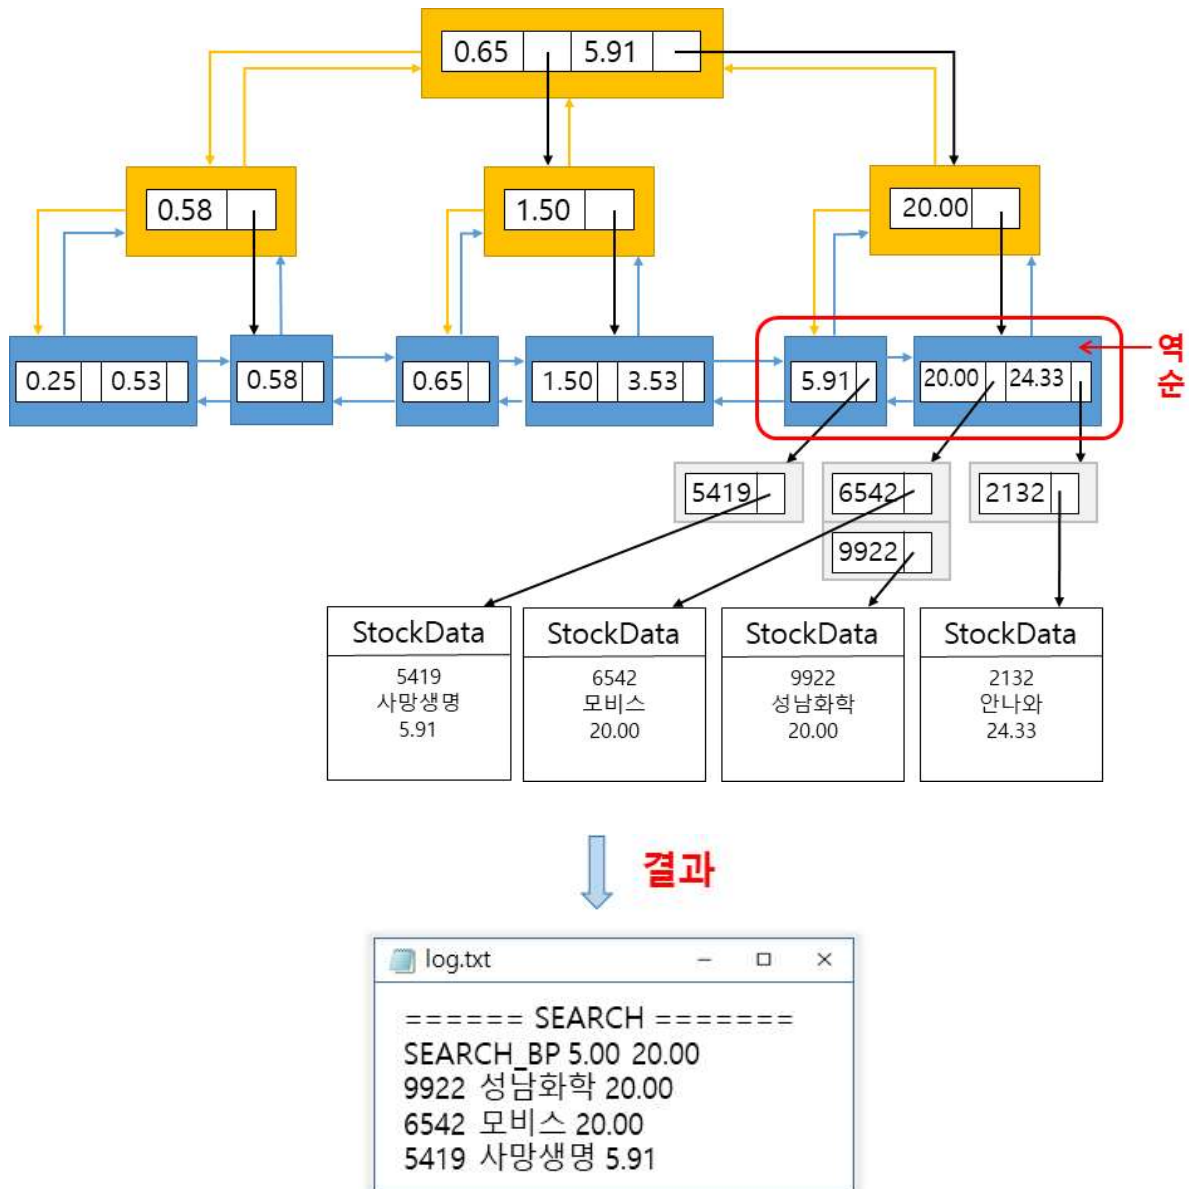 0.65 5.91
0.58
1.50
20.00
0.25 0.53
0.58
0.65
1.50 3.53
5.91
20.00 24.33
역순
5419
6542
2132
9922
StockData
5419
사망생명
5.91
StockData
6542
모비스
20.00
StockData
9922
성남화학
20.00
StockData
2132
안나와
24.33
결과
log.txt
====== SEARCH =======
SEARCH_BP 5.00 20.00
9922 성남화학 20.00
6542 모비스 20.00
5419 사망생명 5.91